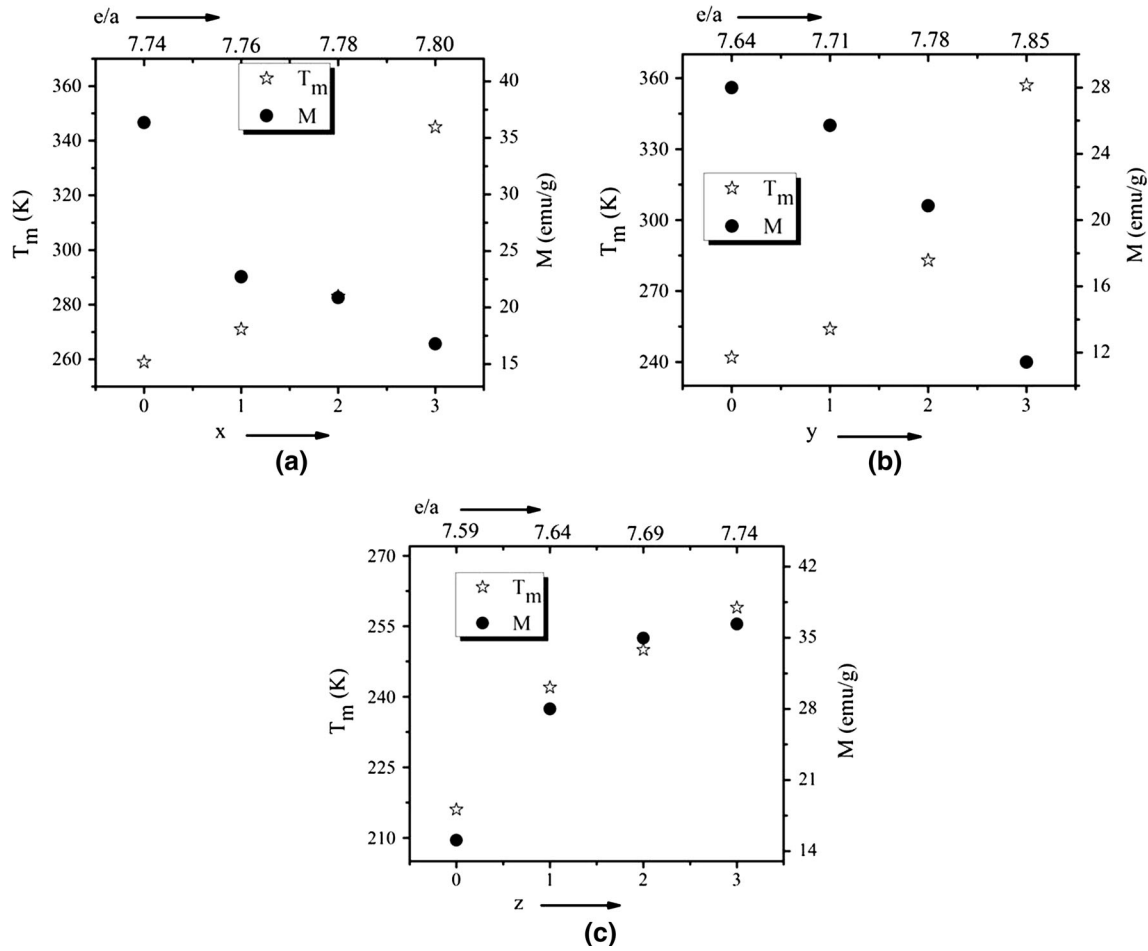 e/a
7.74 7.76 7.78 7.80
360
340
320
300
280
260
T_m (K)
T_m
M
40
35
30
25
20
15
M (emu/g)
0 1 2 3
x
(a)
e/a
7.64 7.71 7.78 7.85
360
330
300
270
240
T_m (K)
T_m
M
28
24
20
16
12
M (emu/g)
0 1 2 3
y
(b)
e/a
7.59 7.64 7.69 7.74
270
255
240
225
210
T_m (K)
T_m
M
42
35
28
21
14
M (emu/g)
0 1 2 3
z
(c)